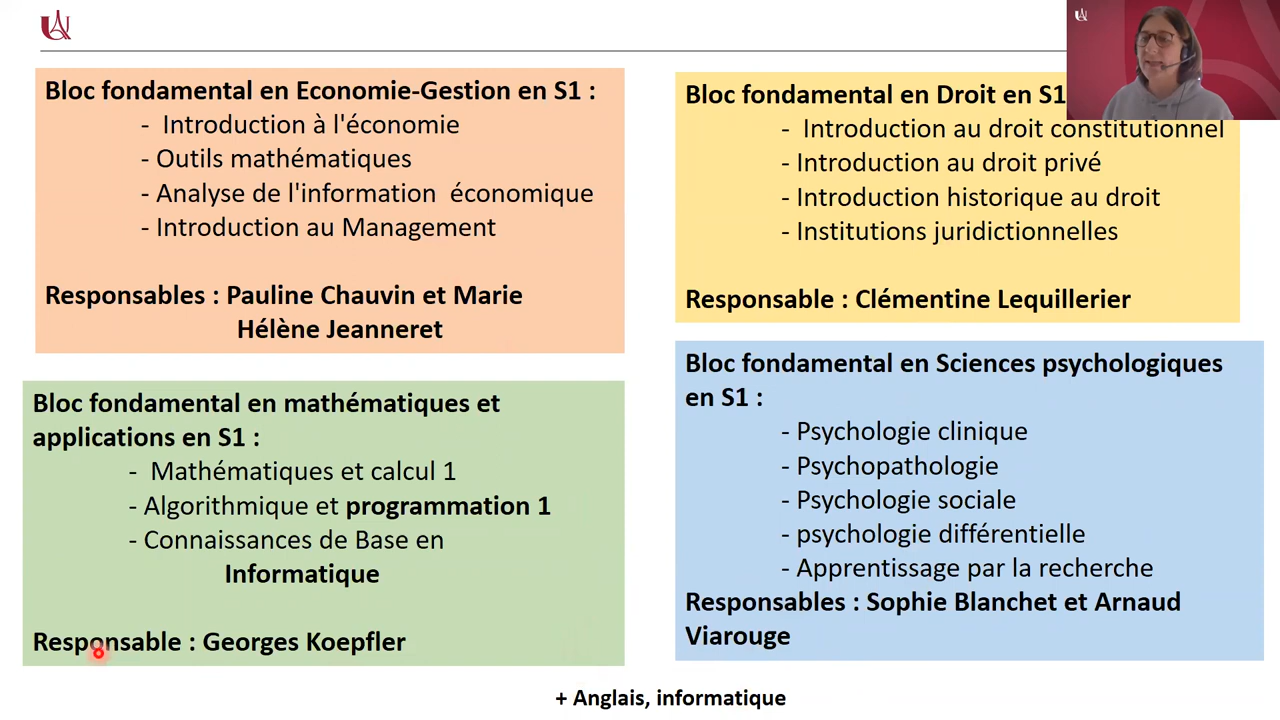 Bloc fondamental en Economie-Gestion en S1 :
- Introduction à l'économie
- Outils mathématiques
- Analyse de l'information économique
- Introduction au Management
Responsables : Pauline Chauvin et Marie
Hélène Jeanneret
Bloc fondamental en Droit en S1
- Introduction au droit constitutionnel
- Introduction au droit privé
- Introduction historique au droit
- Institutions juridictionnelles
Responsable : Clémentine Lequillerier
Bloc fondamental en mathématiques et
applications en S1 :
- Mathématiques et calcul 1
- Algorithmique et programmation 1
- Connaissances de Base en
Informatique
Responsable : Georges Koepfler
Bloc fondamental en Sciences psychologiques
en S1 :
- Psychologie clinique
- Psychopathologie
- Psychologie sociale
- psychologie différentielle
- Apprentissage par la recherche
Responsables : Sophie Blanchet et Arnaud
Viarouge
+ Anglais, informatique